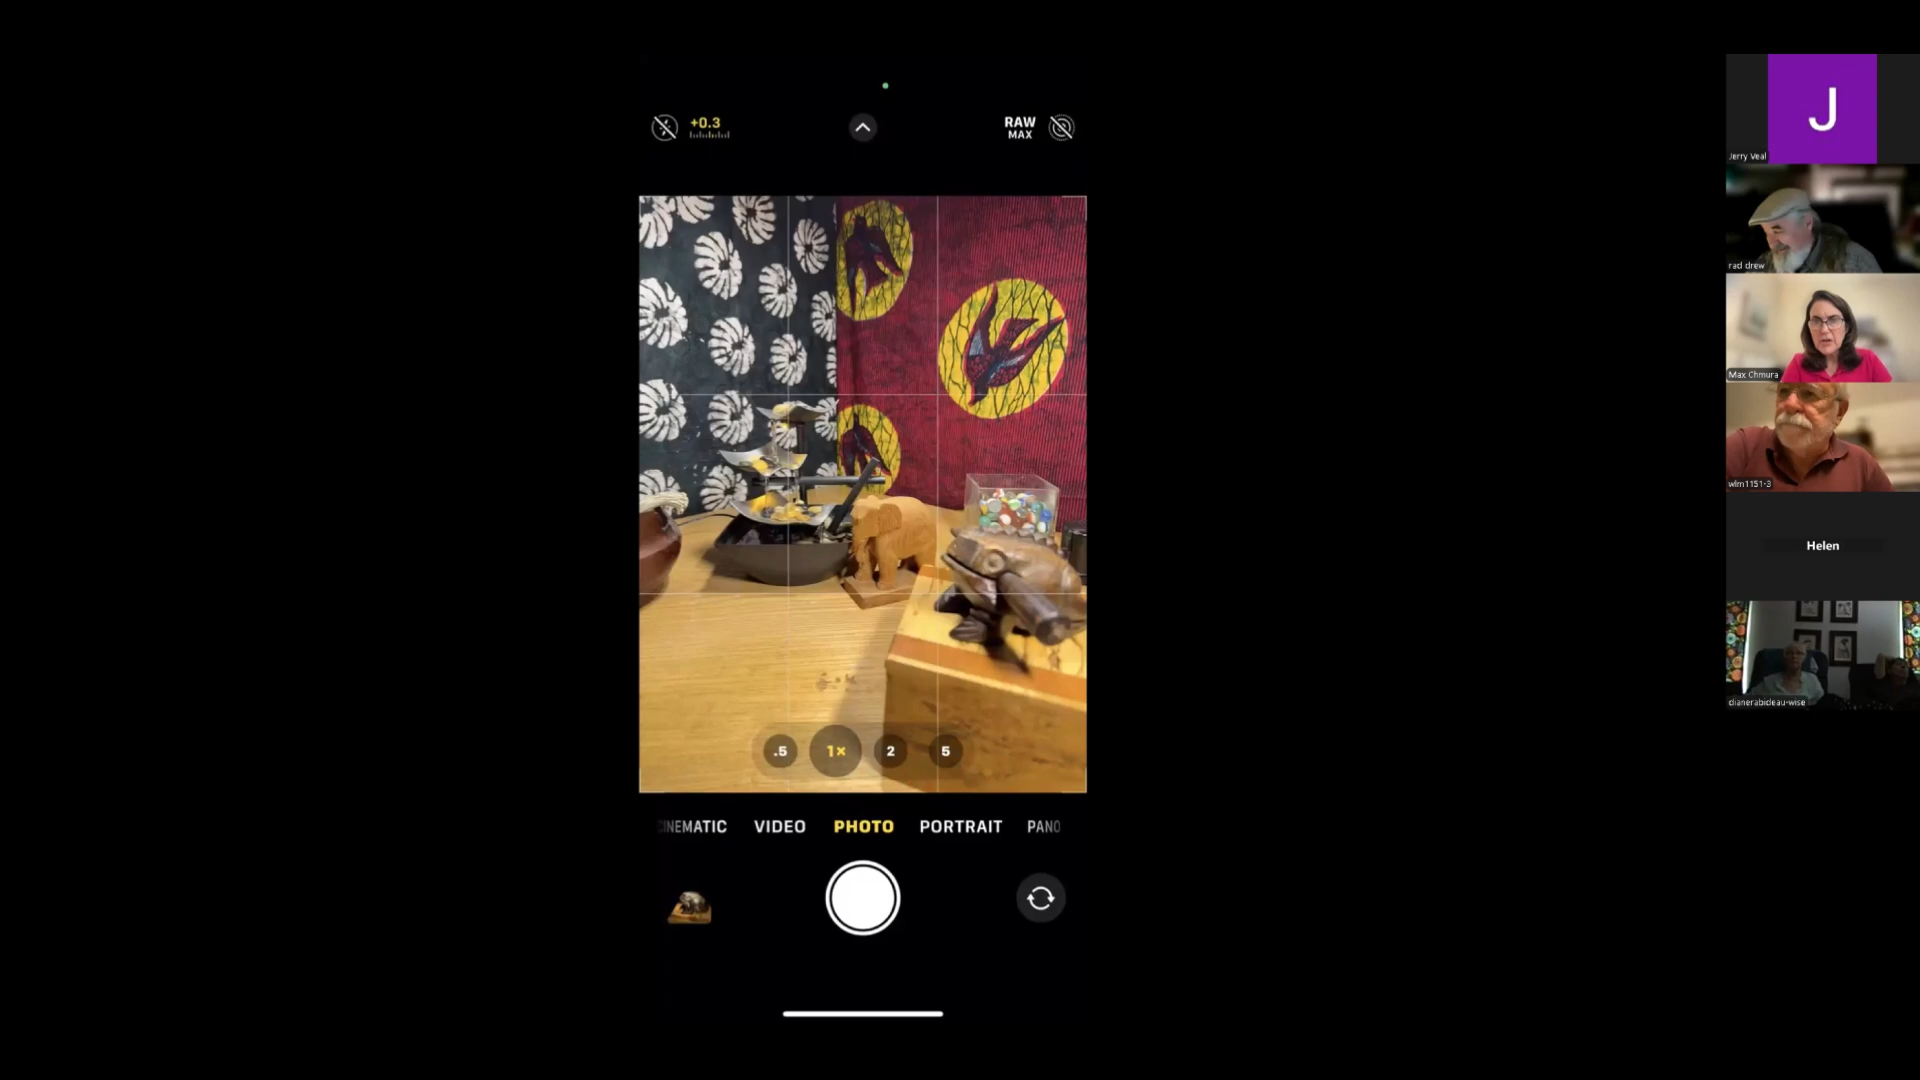 +0.3
RAW
MAX
.5
1×
2
5
CINEMATIC
VIDEO
PHOTO
PORTRAIT
PANO
J
Jerry Veal
rad drew
Max Chmura
wlm1151-3
Helen
dianerabideau-wise